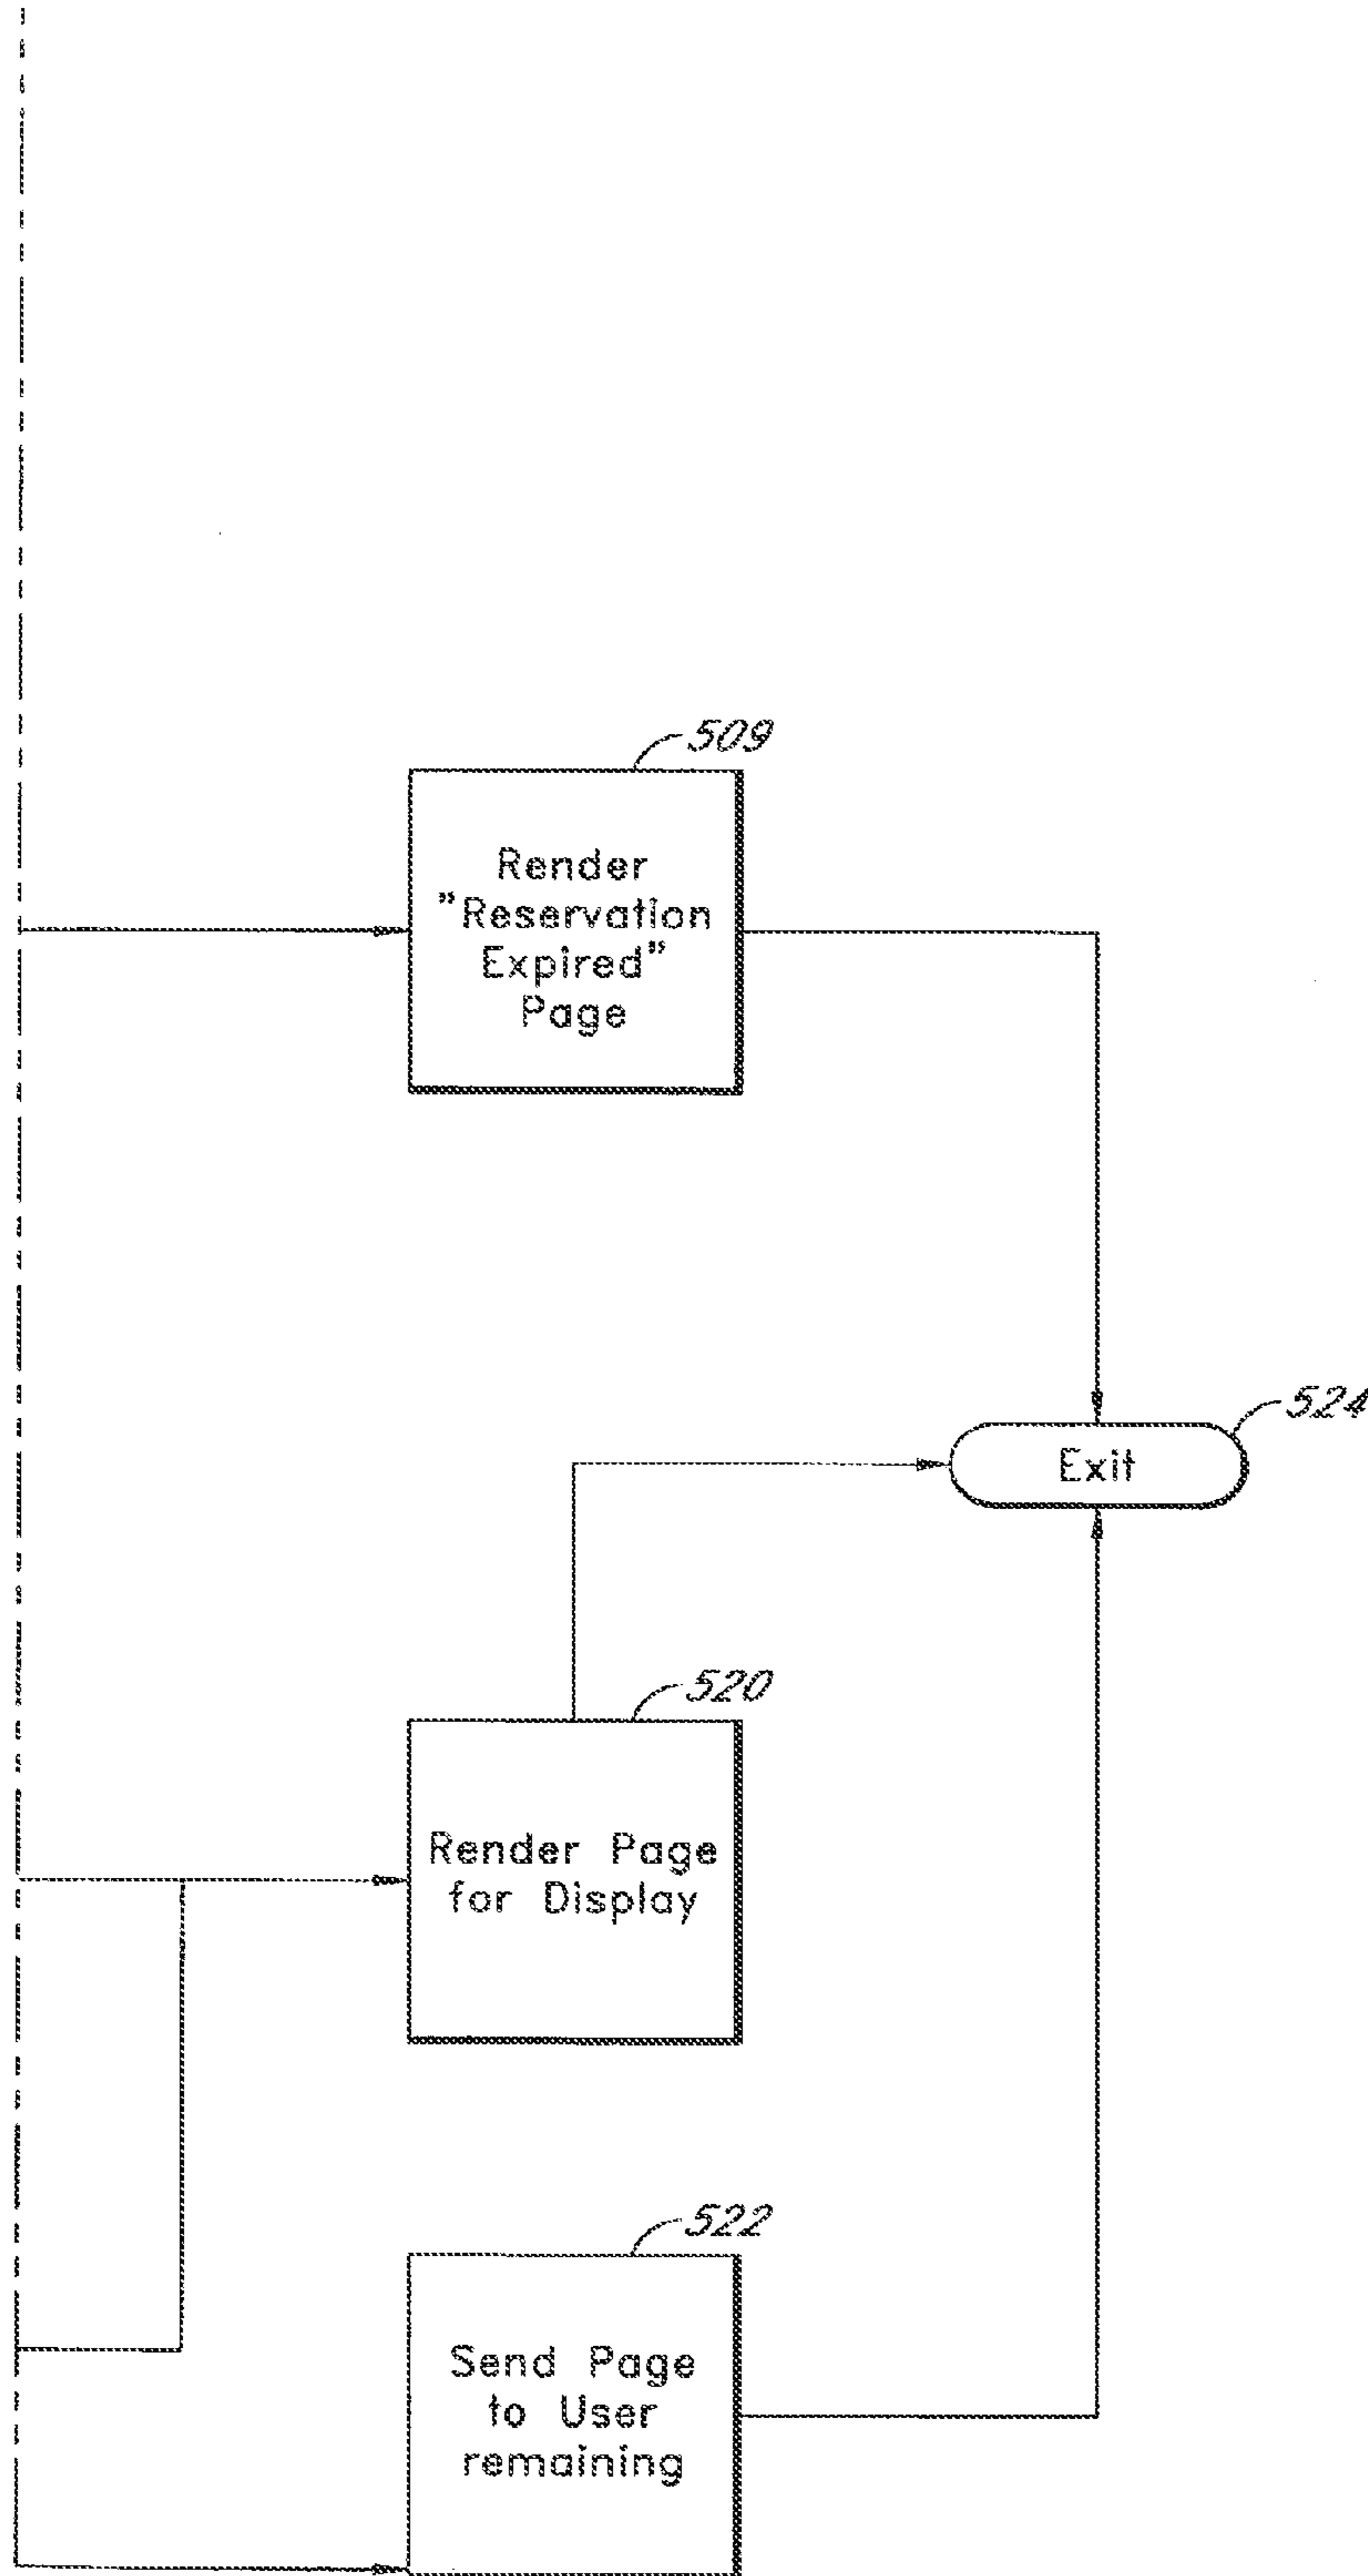 509
Render
"Reservation
Expired"
Page
524
Exit
520
Render Page
for Display
522
Send Page
to User
remaining